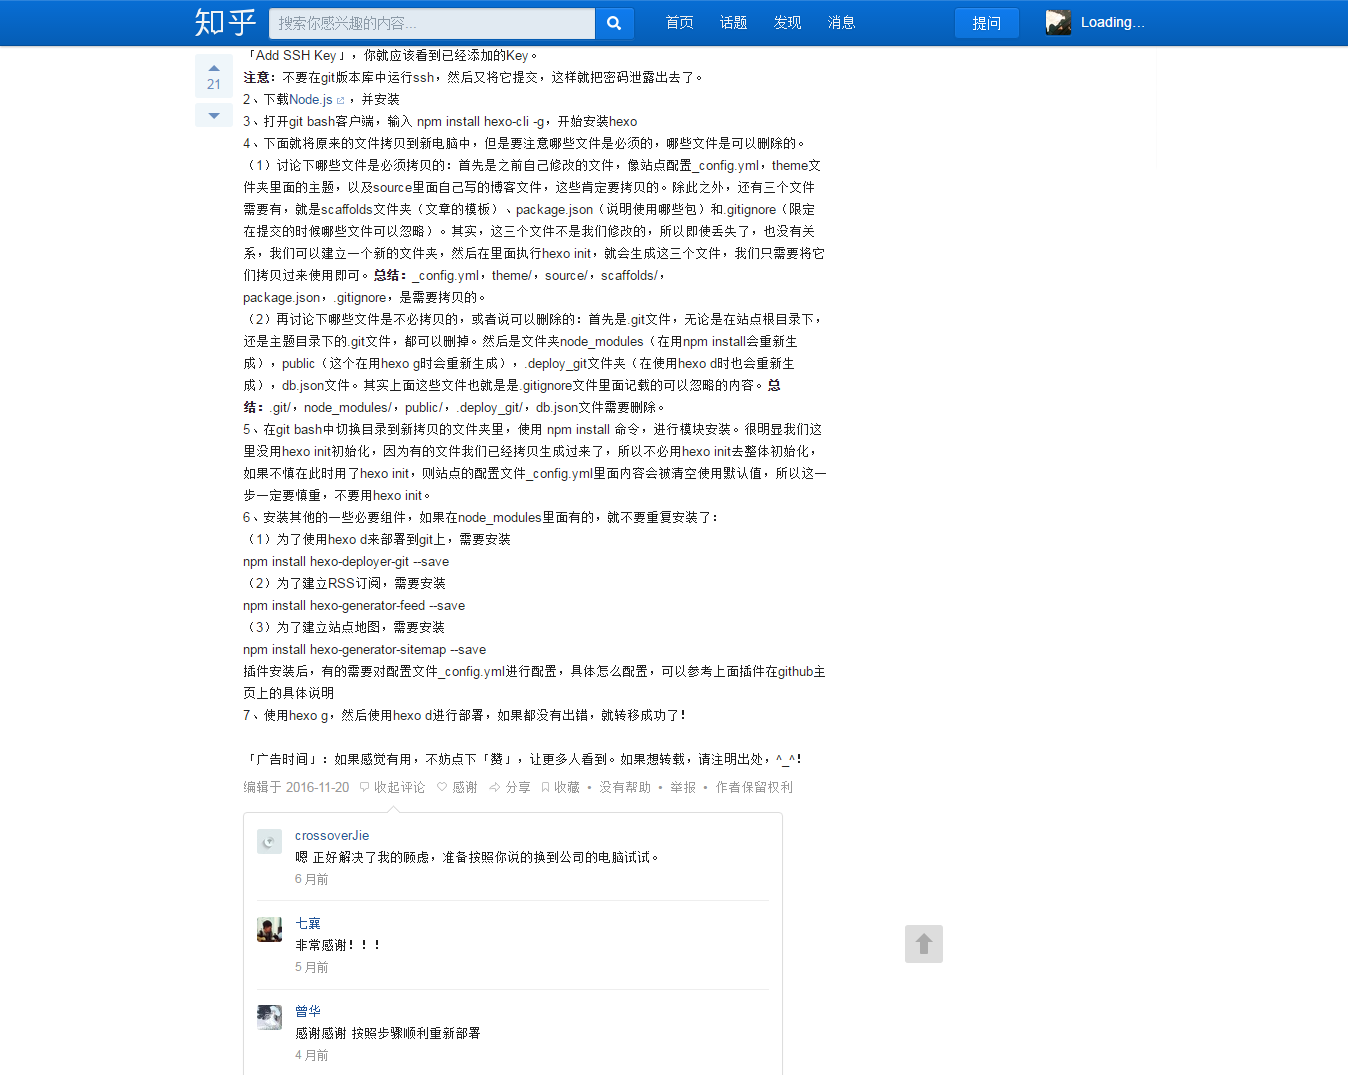 知乎 搜索你感兴趣的内容... 首页 话题 发现 消息 提问 Loading...
「Add SSH Key」，你就应该看到已经添加的Key。
21
注意：不要在git版本库中运行ssh，然后又将它提交，这样就把密码泄露出去了。
2、下载Node.js，并安装
3、打开git bash客户端，输入 npm install hexo-cli -g，开始安装hexo
4、下面就将原来的文件拷贝到新电脑中，但是要注意哪些文件是必须的，哪些文件是可以删除的。
（1）讨论下哪些文件是必须拷贝的：首先是之前自己修改的文件，像站点配置_config.yml，theme文
件夹里面的主题，以及source里面自己写的博客文件，这些肯定要拷贝的。除此之外，还有三个文件
需要有，就是scaffolds文件夹（文章的模板）、package.json（说明使用哪些包）和.gitignore（限定
在提交的时候哪些文件可以忽略）。其实，这三个文件不是我们修改的，所以即使丢失了，也没有关
系，我们可以建立一个新的文件夹，然后在里面执行hexo init，就会生成这三个文件，我们只需要将它
们拷贝过来使用即可。总结：_config.yml，theme/，source/，scaffolds/，
package.json，.gitignore，是需要拷贝的。
（2）再讨论下哪些文件是不必拷贝的，或者说可以删除的：首先是.git文件，无论是在站点根目录下，
还是主题目录下的.git文件，都可以删掉。然后是文件夹node_modules（在用npm install会重新生
成），public（这个在用hexo g时会重新生成），.deploy_git文件夹（在使用hexo d时也会重新生
成），db.json文件。其实上面这些文件也就是是.gitignore文件里面记载的可以忽略的内容。总
结：.git/，node_modules/，public/，.deploy_git/，db.json文件需要删除。
5、在git bash中切换目录到新拷贝的文件夹里，使用 npm install 命令，进行模块安装。很明显我们这
里没用hexo init初始化，因为有的文件我们已经拷贝生成过来了，所以不必用hexo init去整体初始化，
如果不慎在此时用了hexo init，则站点的配置文件_config.yml里面内容会被清空使用默认值，所以这一
步一定要慎重，不要用hexo init。
6、安装其他的一些必要组件，如果在node_modules里面有的，就不要重复安装了：
（1）为了使用hexo d来部署到git上，需要安装
npm install hexo-deployer-git --save
（2）为了建立RSS订阅，需要安装
npm install hexo-generator-feed --save
（3）为了建立站点地图，需要安装
npm install hexo-generator-sitemap --save
插件安装后，有的需要对配置文件_config.yml进行配置，具体怎么配置，可以参考上面插件在github主
页上的具体说明
7、使用hexo g，然后使用hexo d进行部署，如果都没有出错，就转移成功了！
「广告时间」：如果感觉有用，不妨点下「赞」，让更多人看到。如果想转载，请注明出处，^_^！
编辑于 2016-11-20 收起评论 感谢 分享 收藏 • 没有帮助 • 举报 • 作者保留权利
crossoverJie
嗯 正好解决了我的顾虑，准备按照你说的换到公司的电脑试试。
6 月前
七襄
非常感谢！！！
5 月前
曾华
感谢感谢 按照步骤顺利重新部署
4 月前